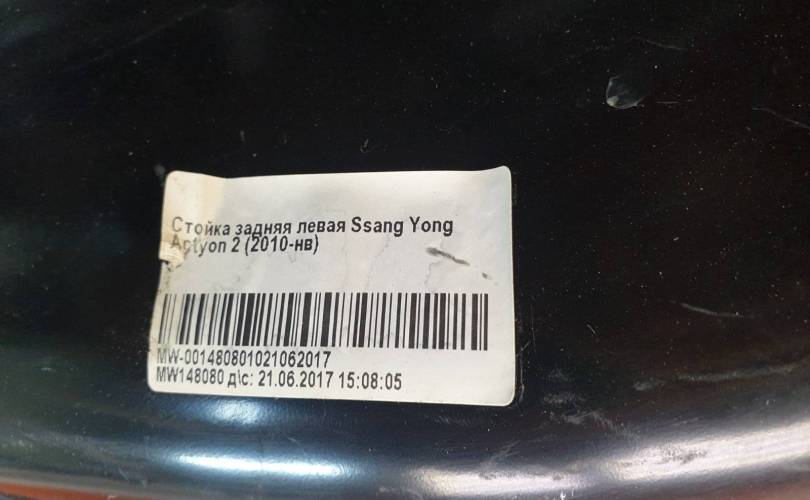 Стойка задняя левая Ssang Yong
Actyon 2 (2010-нв)
MW-001480801021062017
MW148080 д\с: 21.06.2017 15:08:05